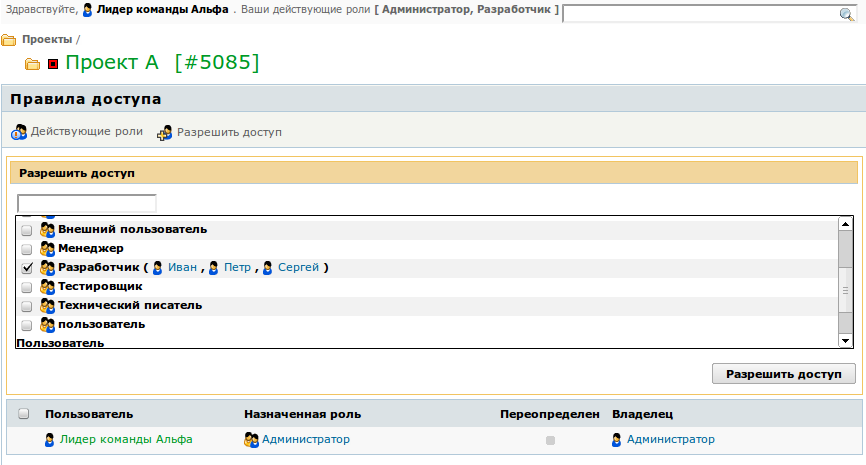 Здравствуйте, Лидер команды Альфа . Ваши действующие роли [ Администратор, Разработчик ]
Проекты /
Проект А [#5085]
Правила доступа
Действующие роли Разрешить доступ
Разрешить доступ
Внешний пользователь
Менеджер
Разработчик ( Иван , Петр , Сергей )
Тестировщик
Технический писатель
пользователь
Пользователь
Разрешить доступ
Пользователь Назначенная роль Переопределен Владелец
Лидер команды Альфа Администратор Администратор